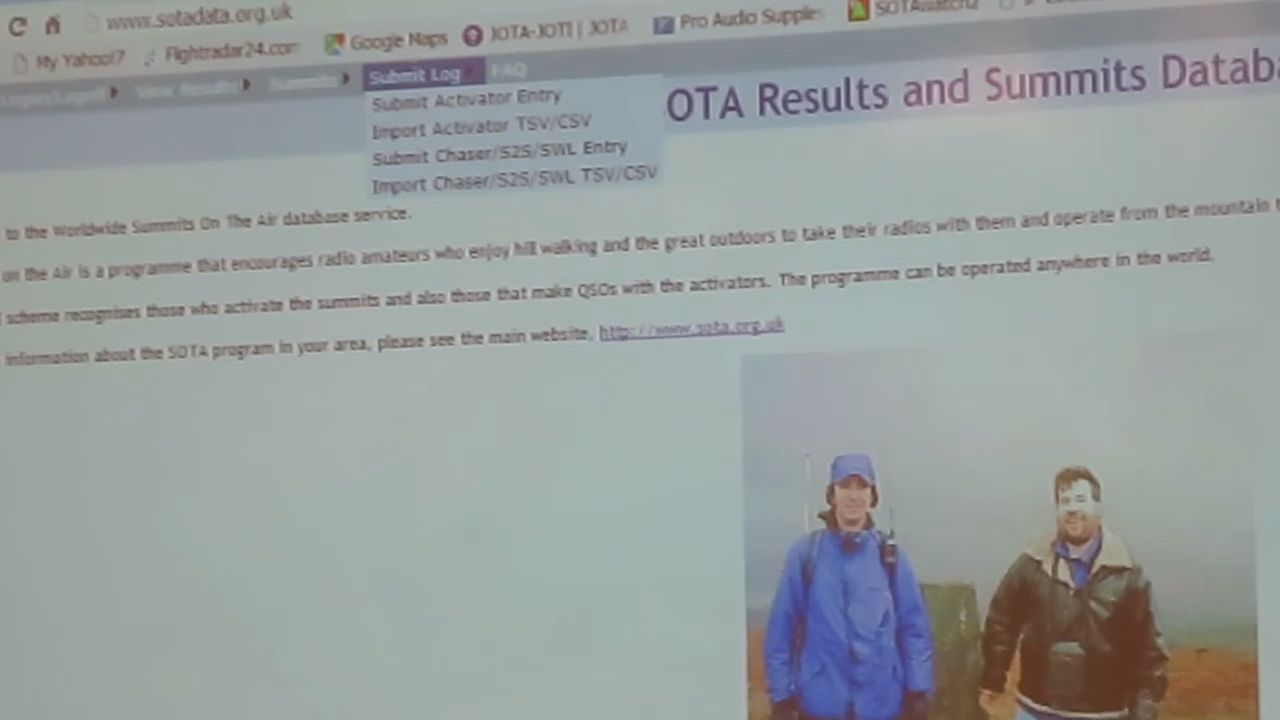 www.sotadata.org.uk
My Yahoo!7 Flightradar24.com Google Maps JOTA-JOTI | JOTA Pro Audio Supplie SOTAwatch2
View Results Summits Submit Log FAQ
Submit Activator Entry
Import Activator TSV/CSV
Submit Chaser/S2S/SWL Entry
Import Chaser/S2S/SWL TSV/CSV
OTA Results and Summits Databa
to the Worldwide Summits On The Air database service.
on the Air is a programme that encourages radio amateurs who enjoy hill walking and the great outdoors to take their radios with them and operate from the mountain t
scheme recognises those who activate the summits and also those that make QSOs with the activators. The programme can be operated anywhere in the world.
information about the SOTA program in your area, please see the main website, http://www.sota.org.uk